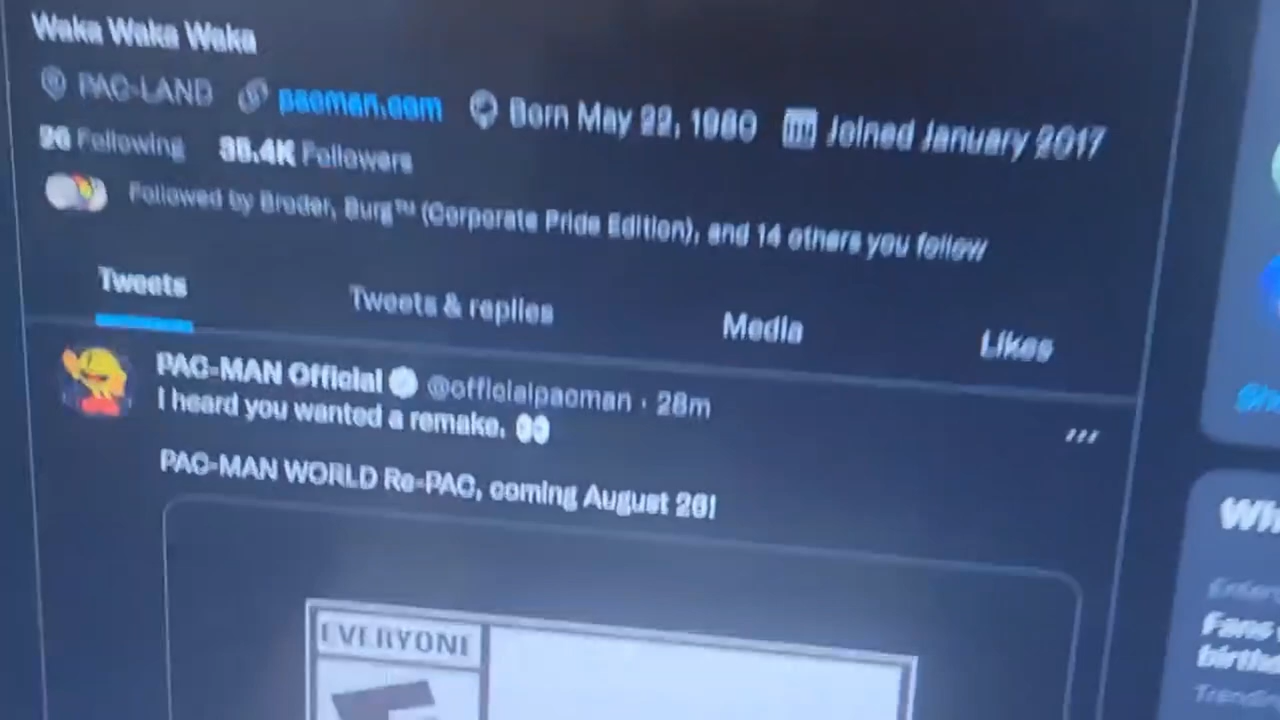 Waka Waka Waka
PAC-LAND pacman.com Born May 22, 1980 Joined January 2017
26 Following 35.4K Followers
Followed by Broder, Burg™ (Corporate Pride Edition), and 14 others you follow
Tweets Tweets & replies Media Likes
PAC-MAN Official @officialpacman · 28m
I heard you wanted a remake. 👀
PAC-MAN WORLD Re-PAC, coming August 26!
EVERYONE
Fans